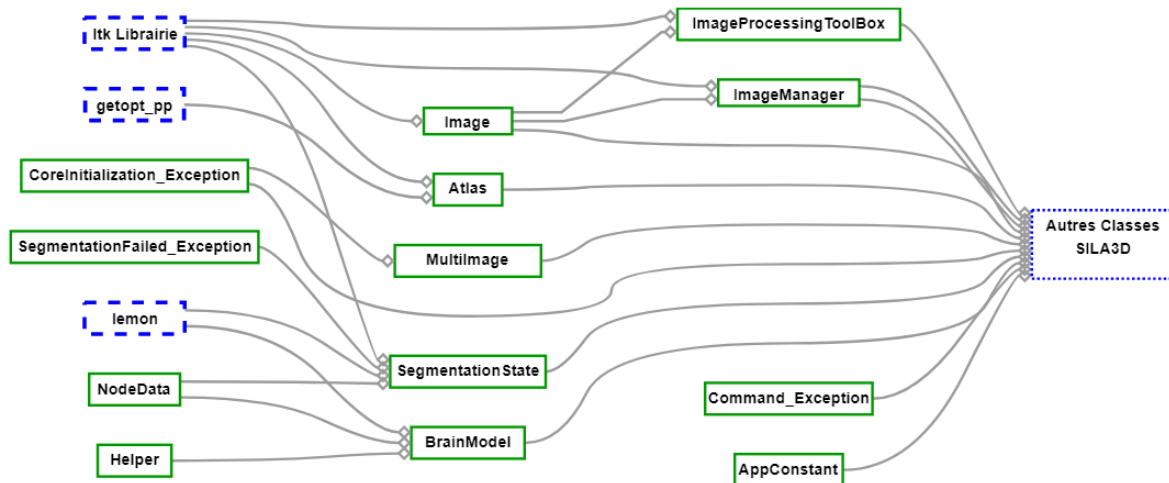 Itk Librairie
ImageProcessingToolBox
getopt_pp
ImageManager
Image
CoreInitialization_Exception
Atlas
SegmentationFailed_Exception
MultiImage
Autres Classes
SILA3D
lemon
SegmentationState
NodeData
Command_Exception
BrainModel
Helper
AppConstant